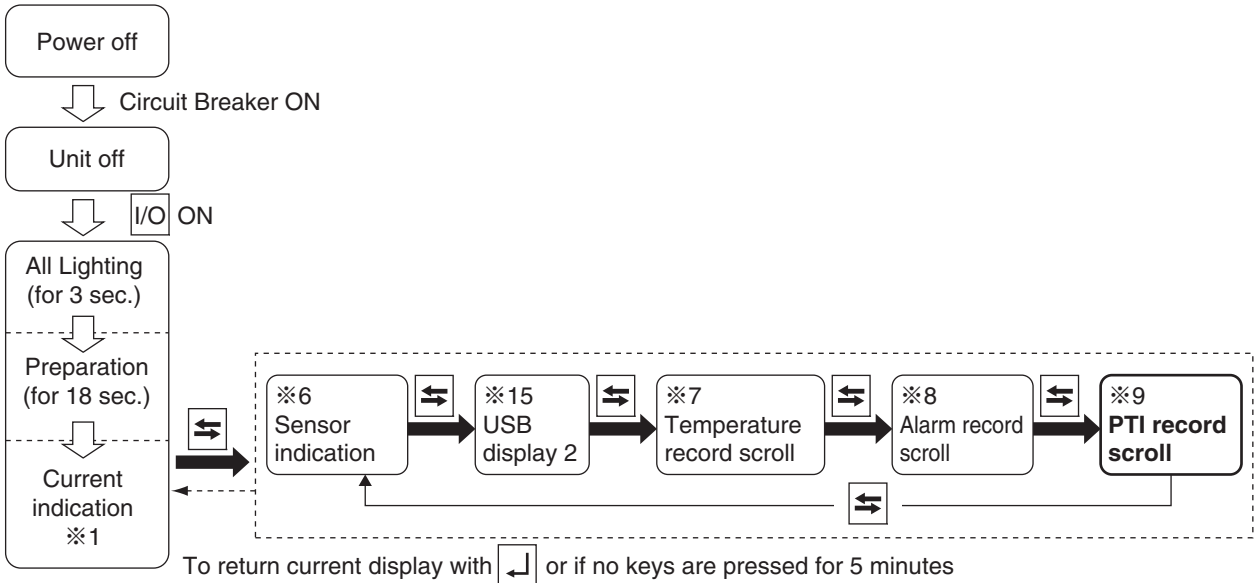 Power off
Circuit Breaker ON
Unit off
I/O ON
All Lighting
(for 3 sec.)
Preparation
(for 18 sec.)
Current
indication
※1
※6
Sensor
indication
※15
USB
display 2
※7
Temperature
record scroll
※8
Alarm record
scroll
※9
PTI record
scroll
To return current display with ↵ or if no keys are pressed for 5 minutes